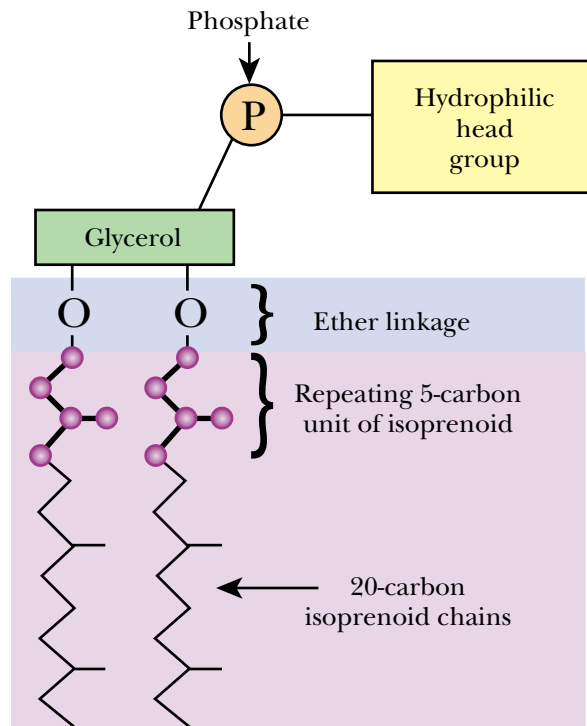 Phosphate
P
Hydrophilic
head
group
Glycerol
O
O
Ether linkage
Repeating 5-carbon
unit of isoprenoid
20-carbon
isoprenoid chains